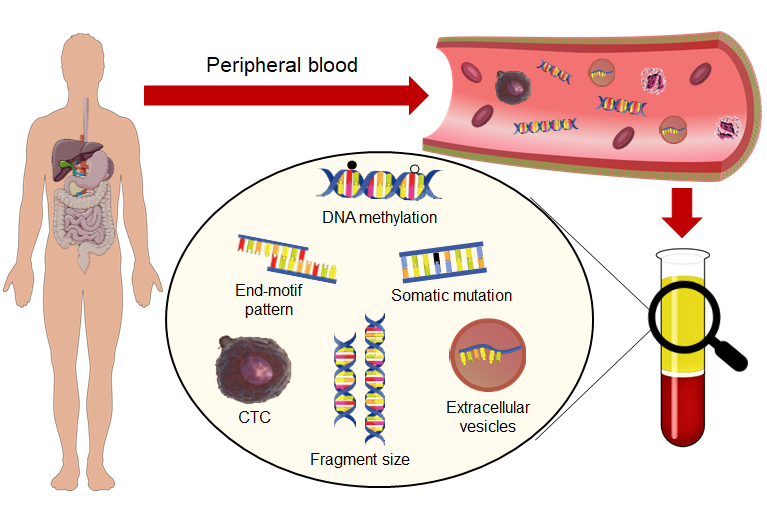 Peripheral blood
DNA methylation
End-motif
pattern
Somatic mutation
CTC
Extracellular
vesicles
Fragment size